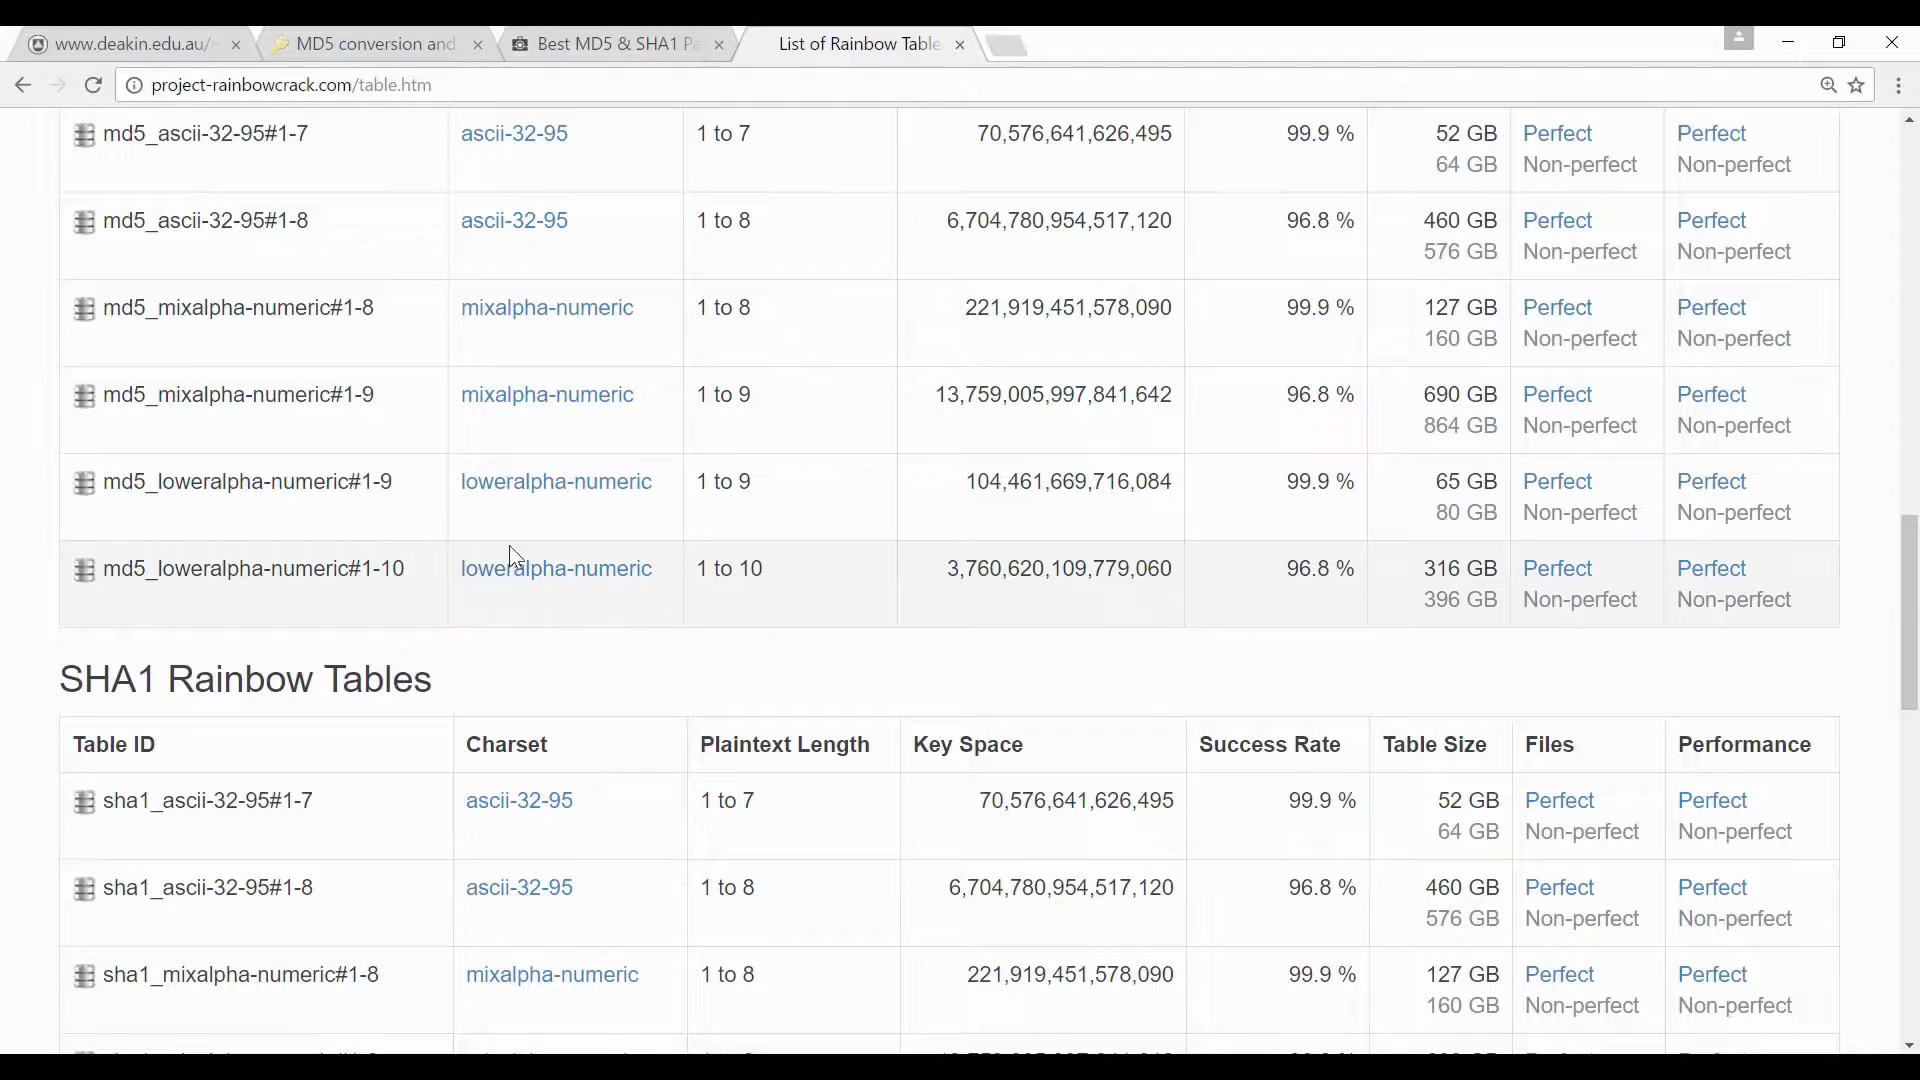 www.deakin.edu.au/
MD5 conversion and
Best MD5 & SHA1 Pa
List of Rainbow Table
project-rainbowcrack.com/table.htm
md5_ascii-32-95#1-7 ascii-32-95 1 to 7 70,576,641,626,495 99.9 % 52 GB Perfect Perfect
64 GB Non-perfect Non-perfect
md5_ascii-32-95#1-8 ascii-32-95 1 to 8 6,704,780,954,517,120 96.8 % 460 GB Perfect Perfect
576 GB Non-perfect Non-perfect
md5_mixalpha-numeric#1-8 mixalpha-numeric 1 to 8 221,919,451,578,090 99.9 % 127 GB Perfect Perfect
160 GB Non-perfect Non-perfect
md5_mixalpha-numeric#1-9 mixalpha-numeric 1 to 9 13,759,005,997,841,642 96.8 % 690 GB Perfect Perfect
864 GB Non-perfect Non-perfect
md5_loweralpha-numeric#1-9 loweralpha-numeric 1 to 9 104,461,669,716,084 99.9 % 65 GB Perfect Perfect
80 GB Non-perfect Non-perfect
md5_loweralpha-numeric#1-10 loweralpha-numeric 1 to 10 3,760,620,109,779,060 96.8 % 316 GB Perfect Perfect
396 GB Non-perfect Non-perfect
SHA1 Rainbow Tables
Table ID Charset Plaintext Length Key Space Success Rate Table Size Files Performance
sha1_ascii-32-95#1-7 ascii-32-95 1 to 7 70,576,641,626,495 99.9 % 52 GB Perfect Perfect
64 GB Non-perfect Non-perfect
sha1_ascii-32-95#1-8 ascii-32-95 1 to 8 6,704,780,954,517,120 96.8 % 460 GB Perfect Perfect
576 GB Non-perfect Non-perfect
sha1_mixalpha-numeric#1-8 mixalpha-numeric 1 to 8 221,919,451,578,090 99.9 % 127 GB Perfect Perfect
160 GB Non-perfect Non-perfect